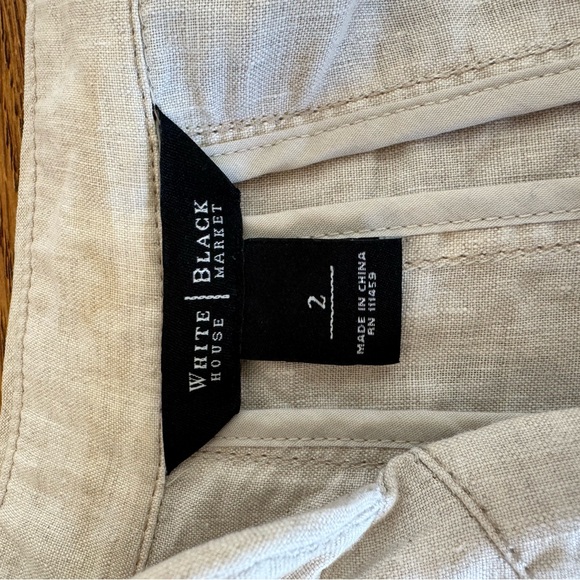 WHITE | BLACK
HOUSE | MARKET
2
MADE IN CHINA
RN 111459